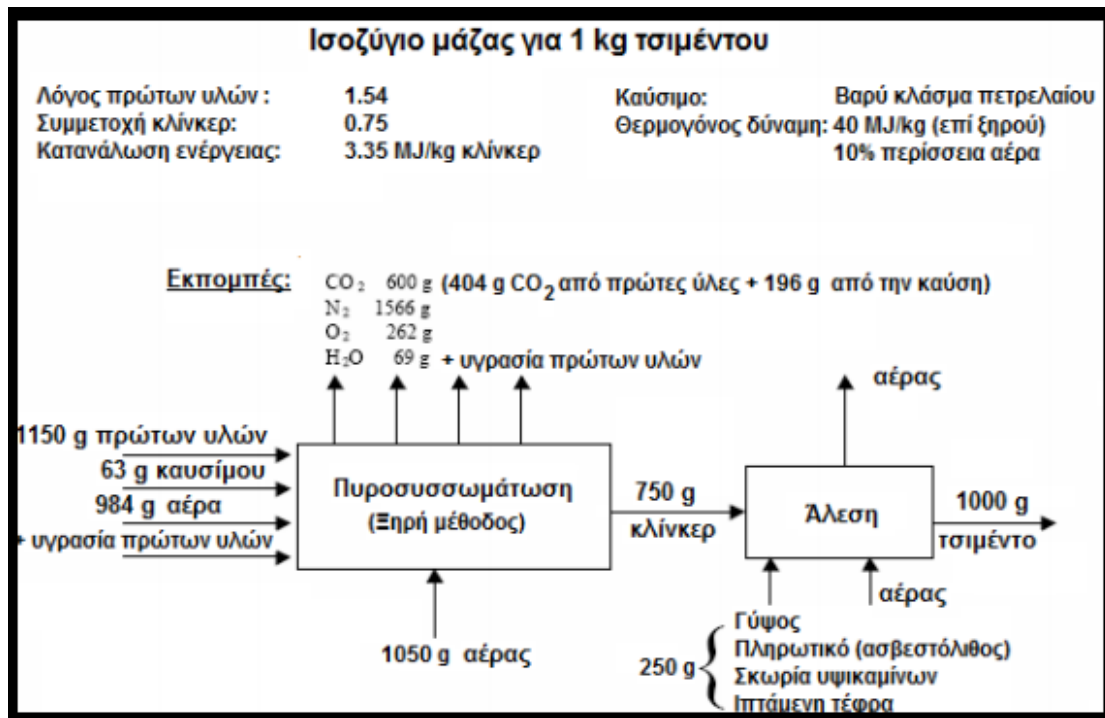 Ισοζύγιο μάζας για 1 kg τσιμέντου
Λόγος πρώτων υλών : 1.54
Συμμετοχή κλίνκερ: 0.75
Κατανάλωση ενέργειας: 3.35 MJ/kg κλίνκερ
Καύσιμο: Βαρύ κλάσμα πετρελαίου
Θερμογόνος δύναμη: 40 MJ/kg (επί ξηρού)
10% περίσσεια αέρα
Εκπομπές: CO₂ 600 g (404 g CO₂ από πρώτες ύλες + 196 g από την καύση)
N₂ 1566 g
O₂ 262 g
H₂O 69 g + υγρασία πρώτων υλών
αέρας
1150 g πρώτων υλών
63 g καυσίμου
984 g αέρα
+ υγρασία πρώτων υλών
Πυροσυσσωμάτωση
(Ξηρή μέθοδος)
750 g
κλίνκερ
Άλεση
1000 g
τσιμέντο
1050 g αέρας
αέρας
250 g
Γύψος
Πληρωτικό (ασβεστόλιθος)
Σκωρία υψικαμίνων
Ιπτάμενη τέφρα